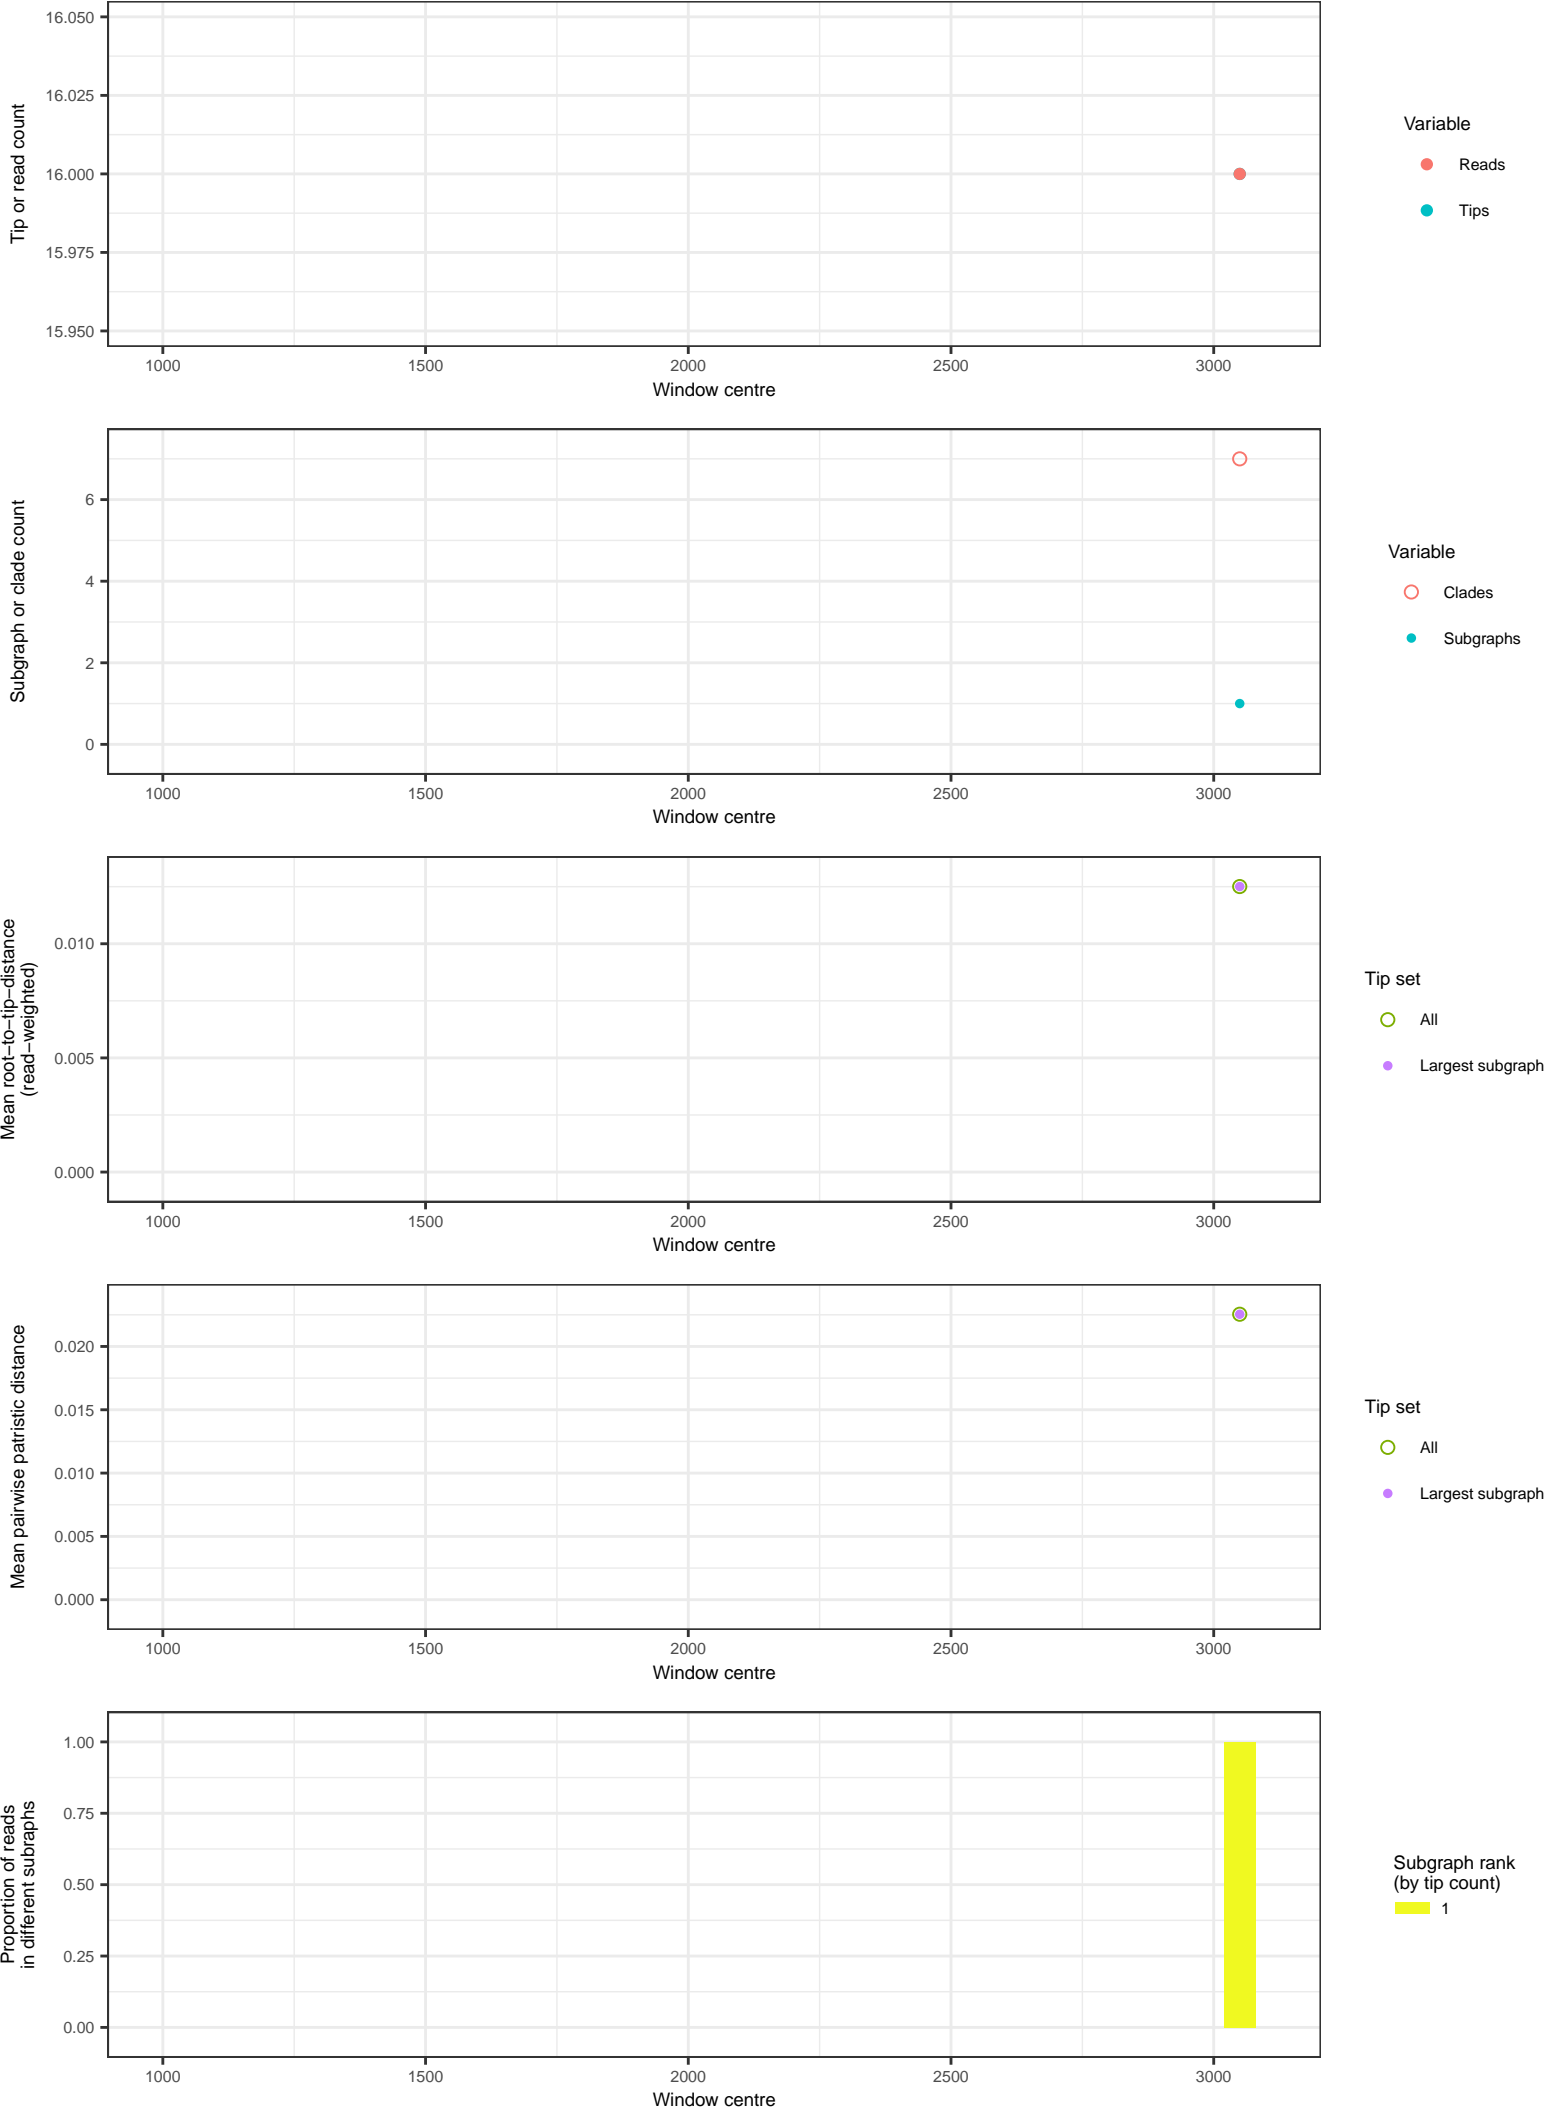 16.050
16.025
16.000
15.975
15.950
Tip or read count
1000 1500 2000 2500 3000
Window centre
Variable
Reads
Tips
6
4
2
0
Subgraph or clade count
1000 1500 2000 2500 3000
Window centre
Variable
Clades
Subgraphs
0.010
0.005
0.000
Mean root−to−tip−distance
(read−weighted)
1000 1500 2000 2500 3000
Window centre
Tip set
All
Largest subgraph
0.020
0.015
0.010
0.005
0.000
Mean pairwise patristic distance
1000 1500 2000 2500 3000
Window centre
Tip set
All
Largest subgraph
1.00
0.75
0.50
0.25
0.00
Proportion of reads
in different subraphs
1000 1500 2000 2500 3000
Window centre
Subgraph rank
(by tip count)
1